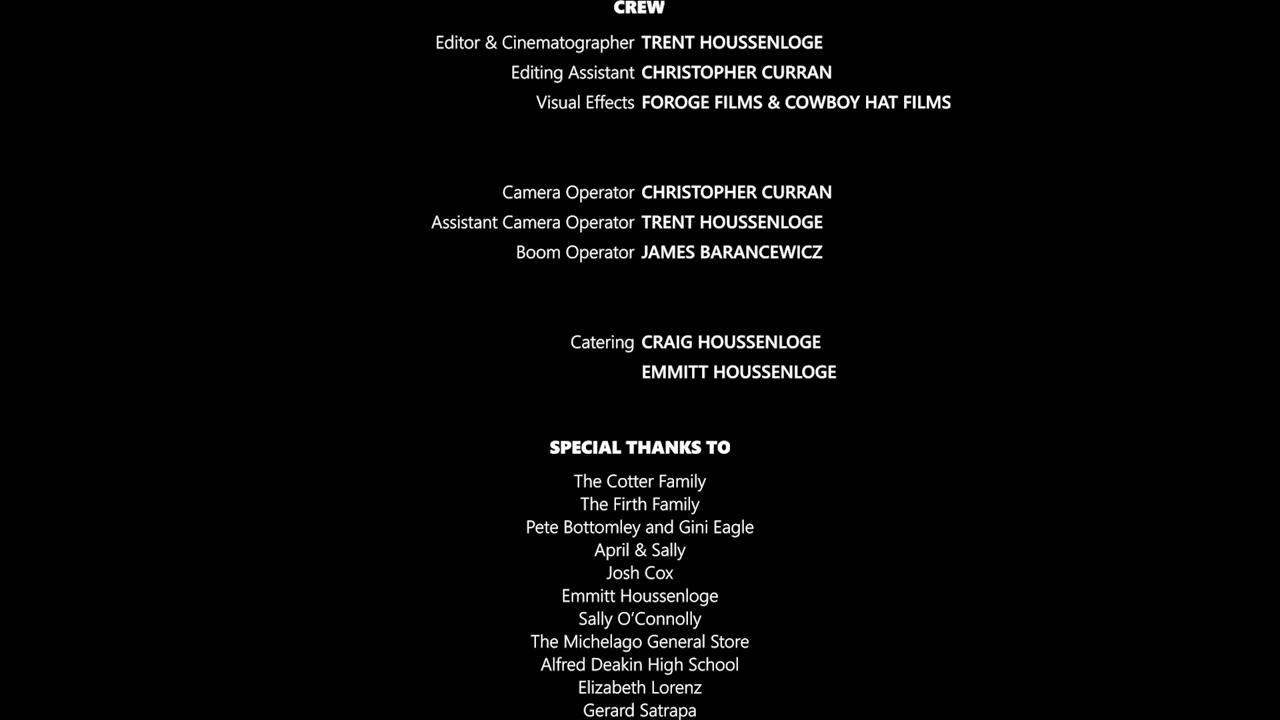 CREW
Editor & Cinematographer TRENT HOUSSENLOGE
Editing Assistant CHRISTOPHER CURRAN
Visual Effects FOROGE FILMS & COWBOY HAT FILMS
Camera Operator CHRISTOPHER CURRAN
Assistant Camera Operator TRENT HOUSSENLOGE
Boom Operator JAMES BARANCEWICZ
Catering CRAIG HOUSSENLOGE
EMMITT HOUSSENLOGE
SPECIAL THANKS TO
The Cotter Family
The Firth Family
Pete Bottomley and Gini Eagle
April & Sally
Josh Cox
Emmitt Houssenloge
Sally O’Connolly
The Michelago General Store
Alfred Deakin High School
Elizabeth Lorenz
Gerard Satrapa